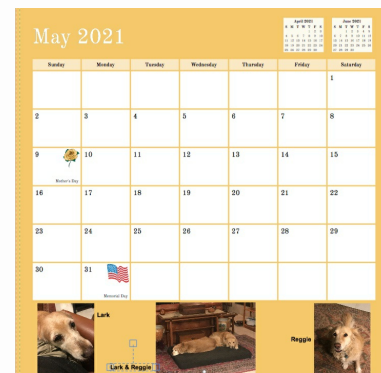 May 2021
April 2021
June 2021
Sunday Monday Tuesday Wednesday Thursday Friday Saturday
1
2 3 4 5 6 7 8
9 10 11 12 13 14 15
Mother's Day
16 17 18 19 20 21 22
23 24 25 26 27 28 29
30 31
Memorial Day
Lark
Lark & Reggie
Reggie